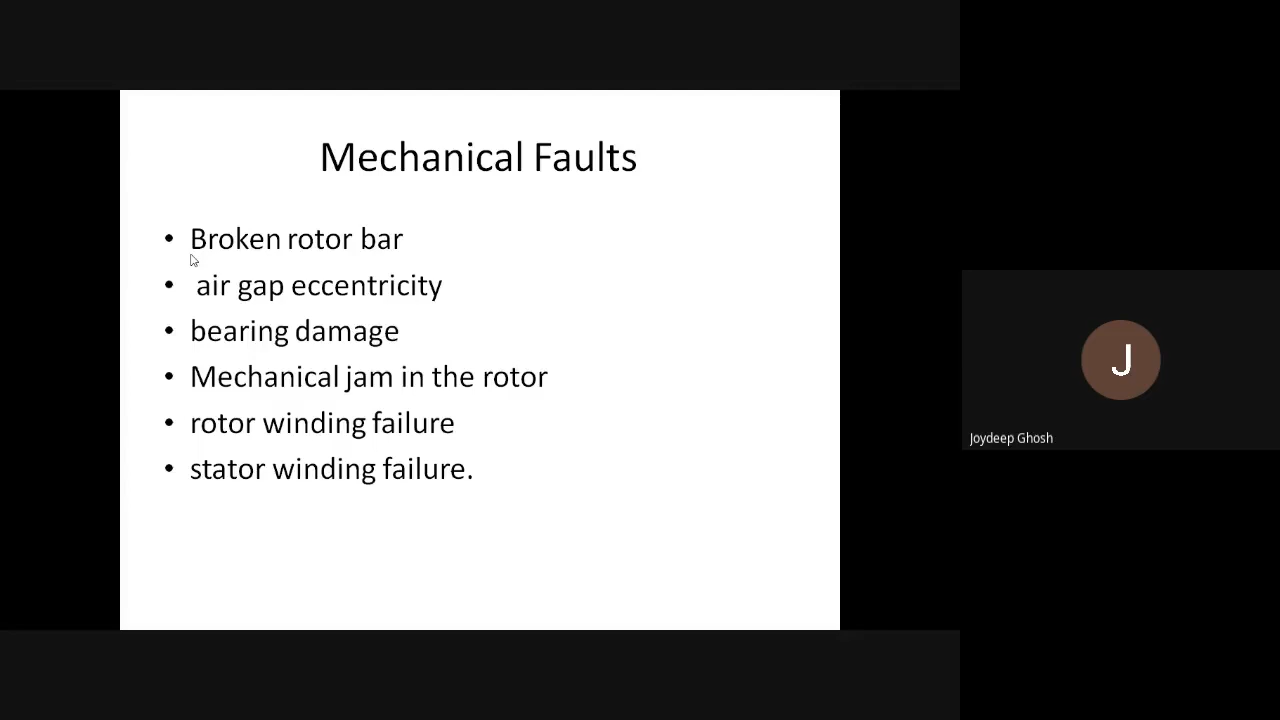 Mechanical Faults
• Broken rotor bar
• air gap eccentricity
• bearing damage
• Mechanical jam in the rotor
• rotor winding failure
• stator winding failure.
J
Joydeep Ghosh